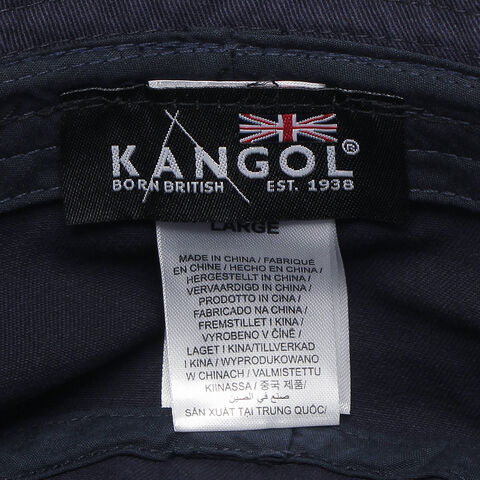 KANGOL®
BORN BRITISH EST. 1938
LARGE
MADE IN CHINA / FABRIQUÉ
EN CHINE / HECHO EN CHINA /
HERGESTELLT IN CHINA /
VERVAARDIGD IN CHINA /
PRODOTTO IN CINA /
FABRICADO NA CHINA /
FREMSTILLET I KINA /
VYROBENO V ČÍNĚ /
LAGET I KINA/TILLVERKAD
I KINA / WYPRODUKOWANO
W CHINACH / VALMISTETTU
KIINASSA / 중국 제품/
صنع في الصين /
SẢN XUẤT TẠI TRUNG QUỐC/